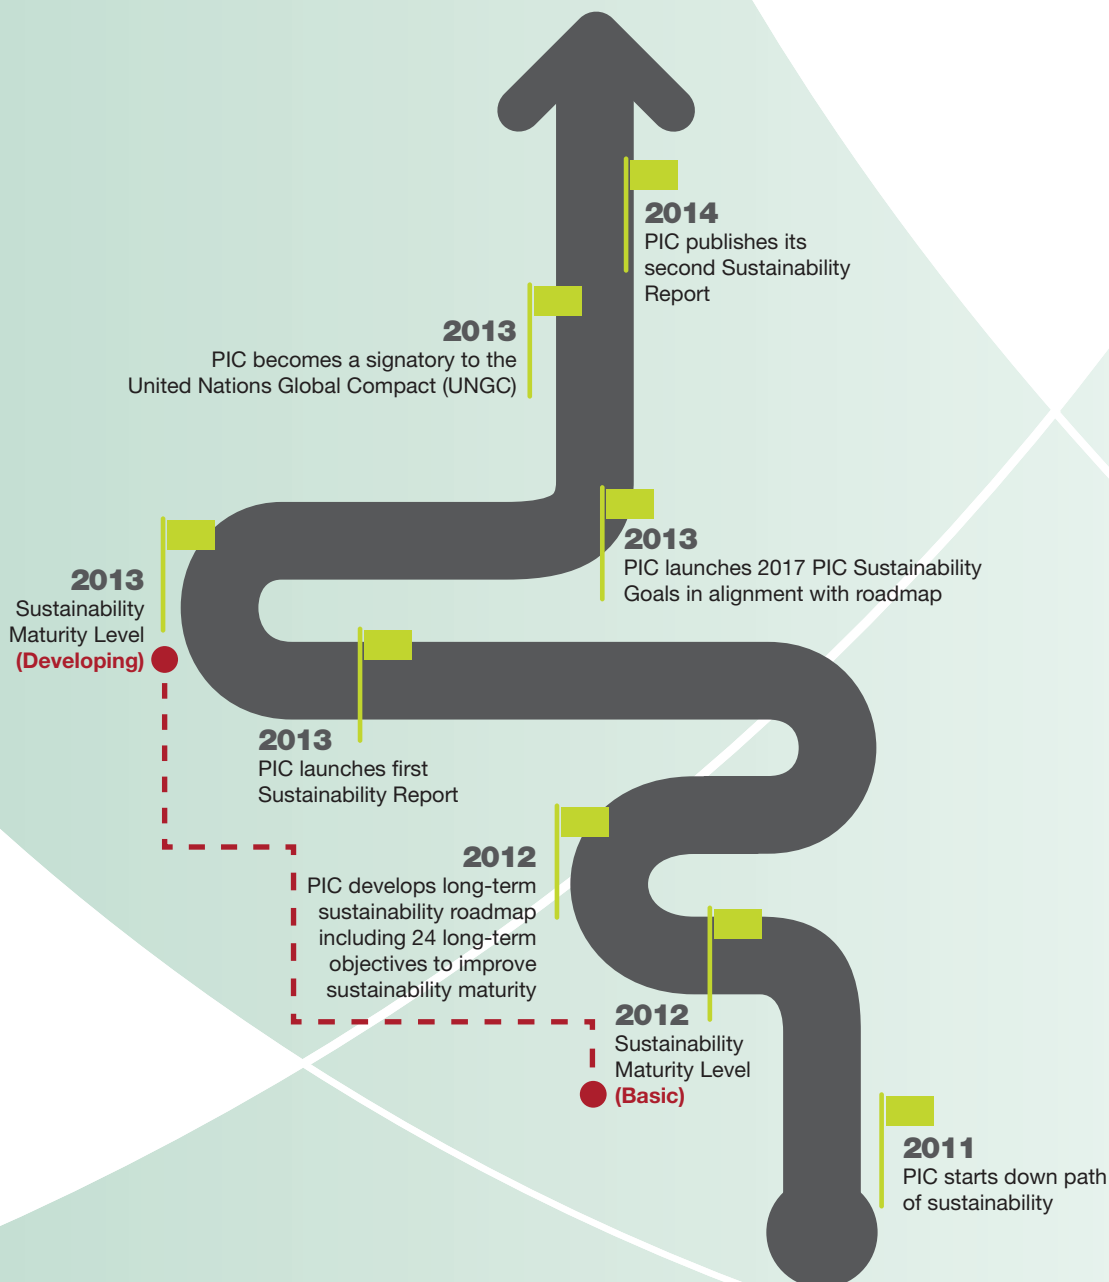 2014
PIC publishes its
second Sustainability
Report
2013
PIC becomes a signatory to the
United Nations Global Compact (UNGC)
2013
PIC launches 2017 PIC Sustainability
Goals in alignment with roadmap
2013
Sustainability
Maturity Level
(Developing)
2013
PIC launches first
Sustainability Report
2012
PIC develops long-term
sustainability roadmap
including 24 long-term
objectives to improve
sustainability maturity
2012
Sustainability
Maturity Level
(Basic)
2011
PIC starts down path
of sustainability